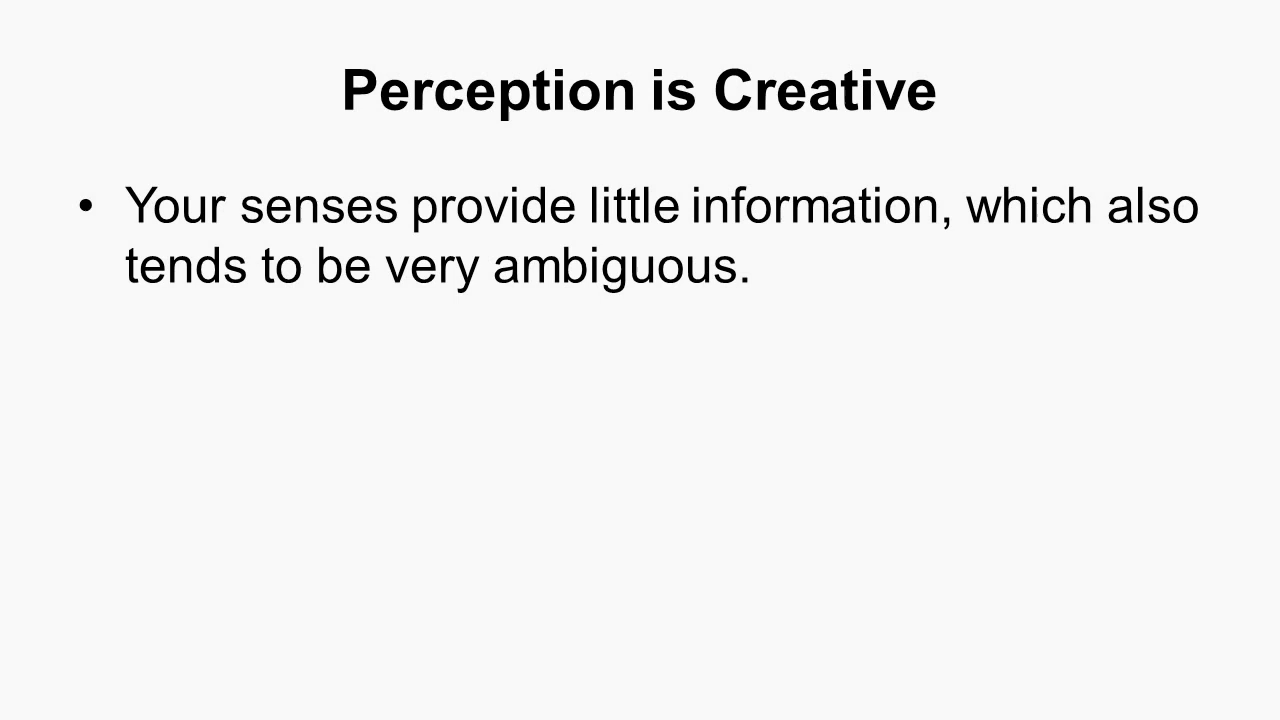 Perception is Creative
• Your senses provide little information, which also
tends to be very ambiguous.